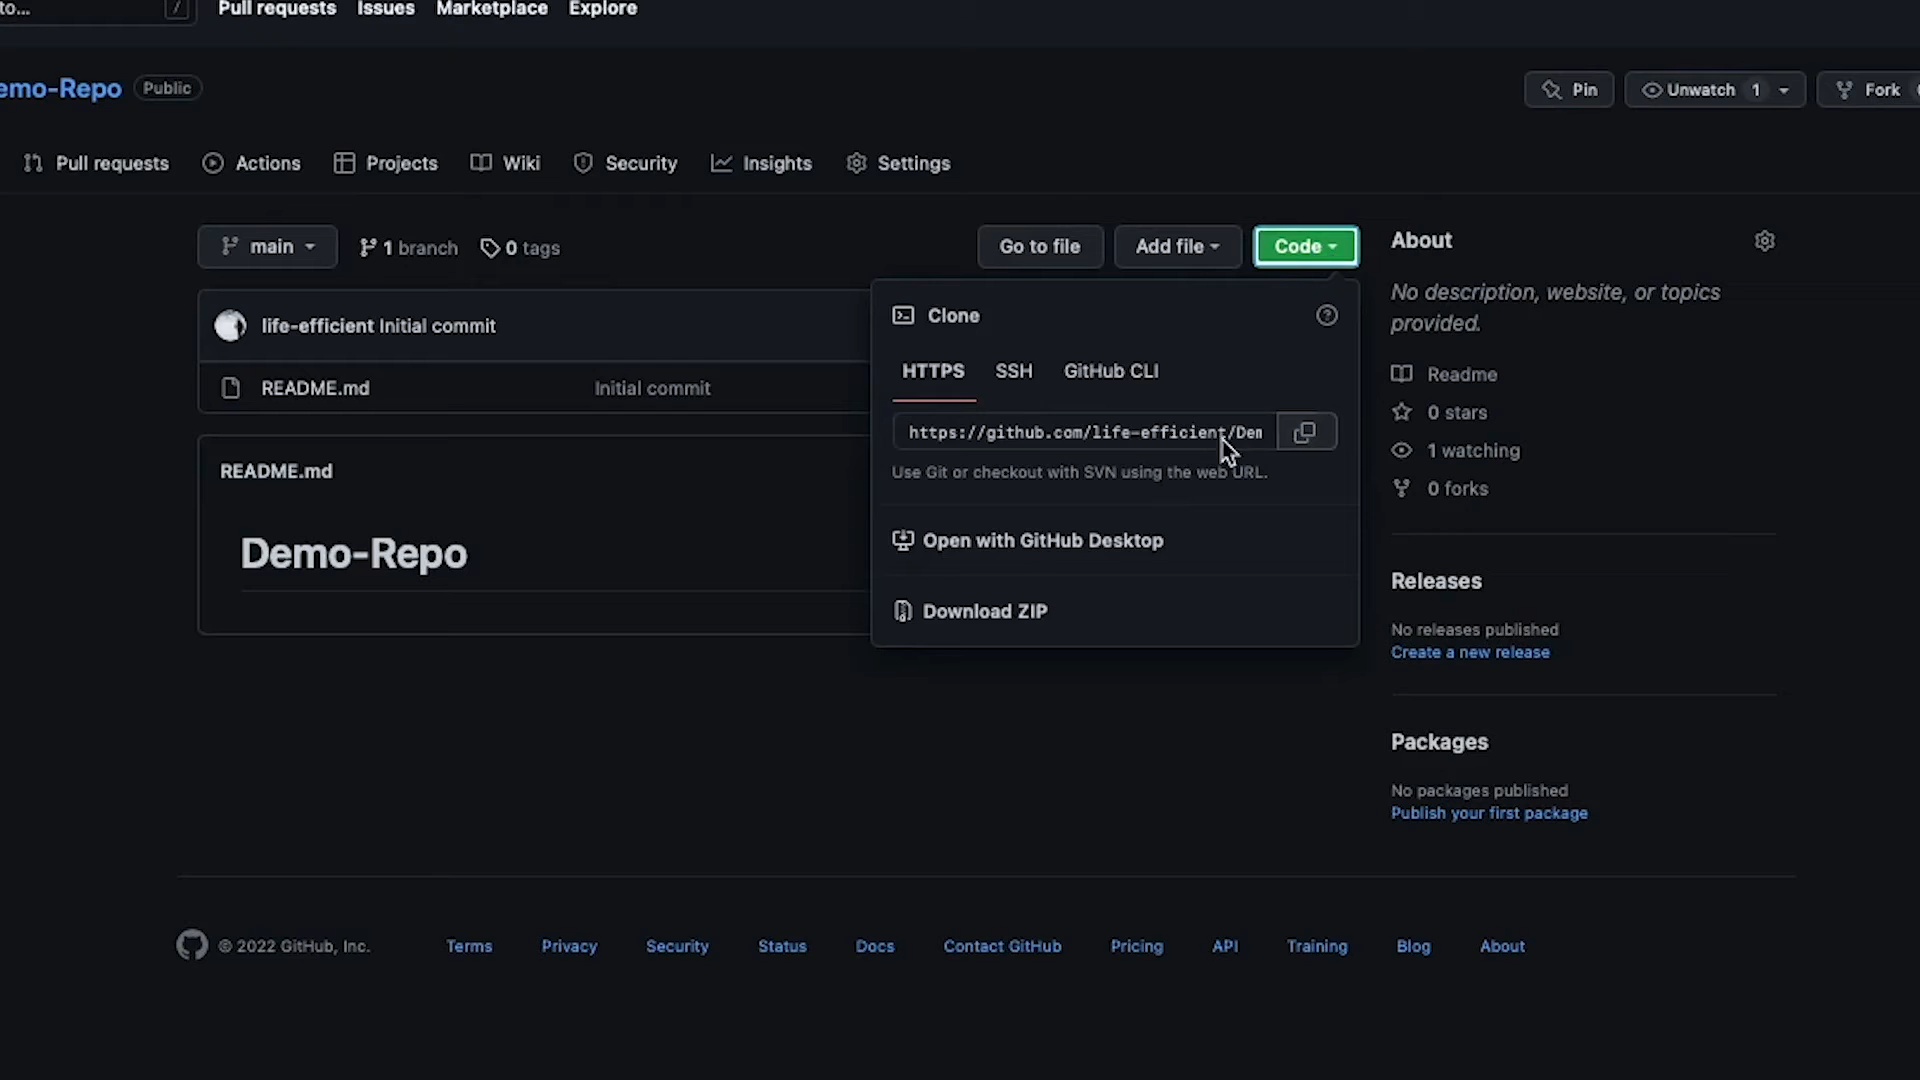 to... /
Pull requests Issues Marketplace Explore
emo-Repo Public
Pin Unwatch 1 Fork
Pull requests Actions Projects Wiki Security Insights Settings
main 1 branch 0 tags Go to file Add file Code
life-efficient Initial commit
README.md Initial commit
README.md
Demo-Repo
Clone
HTTPS SSH GitHub CLI
https://github.com/life-efficient/Dem
Use Git or checkout with SVN using the web URL.
Open with GitHub Desktop
Download ZIP
About
No description, website, or topics
provided.
Readme
0 stars
1 watching
0 forks
Releases
No releases published
Create a new release
Packages
No packages published
Publish your first package
© 2022 GitHub, Inc. Terms Privacy Security Status Docs Contact GitHub Pricing API Training Blog About